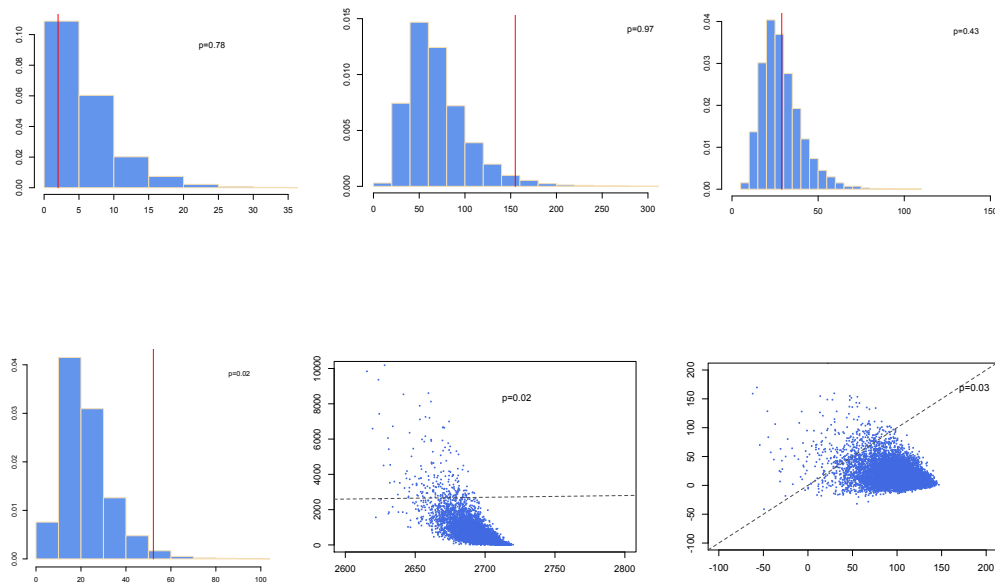 p=0.78
0.00 0.02 0.04 0.06 0.08 0.10
0 5 10 15 20 25 30 35
p=0.97
0.000 0.005 0.010 0.015
0 50 100 150 200 250 300
p=0.43
0.00 0.01 0.02 0.03 0.04
0 50 100 150
p=0.02
0.00 0.01 0.02 0.03 0.04
0 20 40 60 80 100
p=0.02
0 2000 4000 6000 8000 10000
2600 2650 2700 2750 2800
p=0.03
-100 -50 0 50 100 150 200
-100 -50 0 50 100 150 200